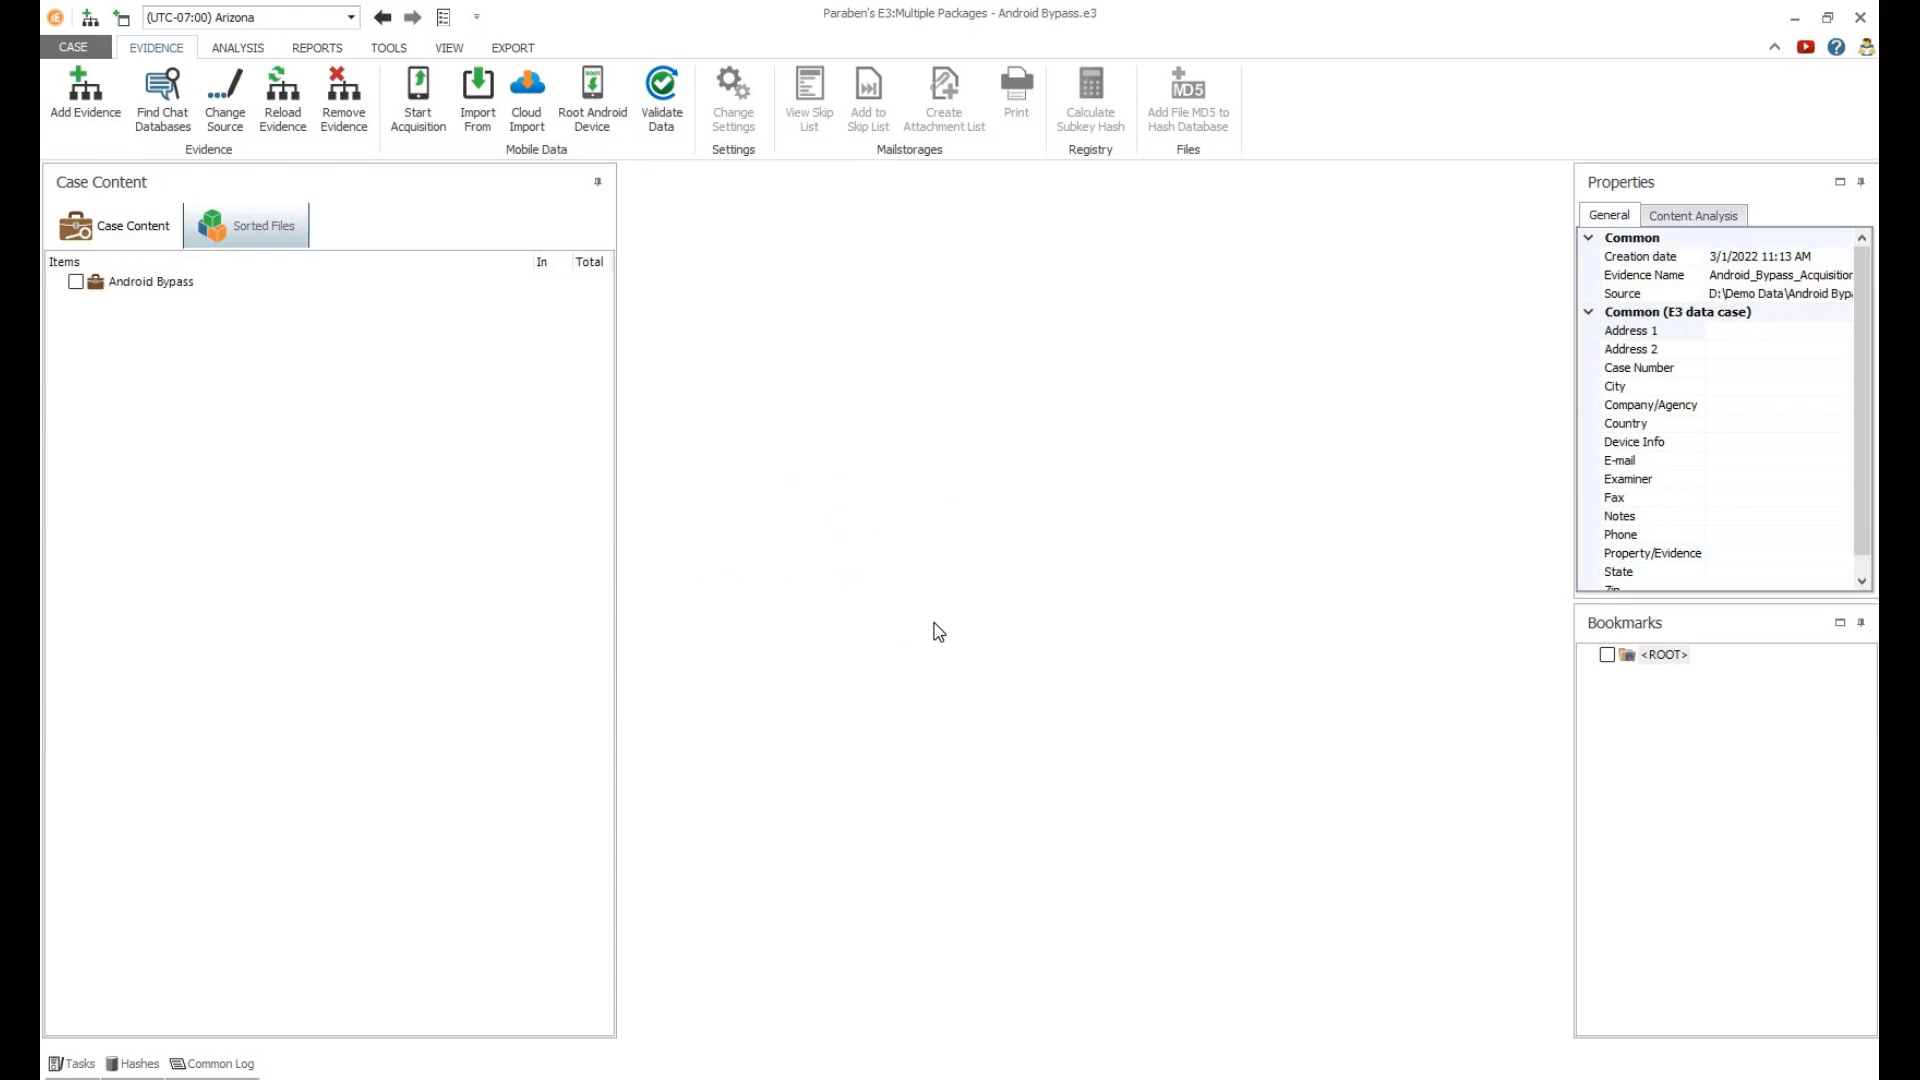 (UTC-07:00) Arizona
Paraben's E3:Multiple Packages - Android Bypass.e3
CASE
EVIDENCE
ANALYSIS
REPORTS
TOOLS
VIEW
EXPORT
Add Evidence
Find Chat
Databases
Change
Source
Reload
Evidence
Remove
Evidence
Evidence
Start
Acquisition
Import
From
Cloud
Import
ROOT
Root Android
Device
Validate
Data
Mobile Data
Change
Settings
Settings
View Skip
List
Add to
Skip List
Create
Attachment List
Print
Mailstorages
Calculate
Subkey Hash
Registry
MD5
Add File MD5 to
Hash Database
Files
Case Content
Case Content
Sorted Files
Items In Total
Android Bypass
Properties
General
Content Analysis
Common
Creation date 3/1/2022 11:13 AM
Evidence Name Android_Bypass_Acquisition
Source D:\Demo Data\Android Byp
Common (E3 data case)
Address 1
Address 2
Case Number
City
Company/Agency
Country
Device Info
E-mail
Examiner
Fax
Notes
Phone
Property/Evidence
State
Bookmarks
<ROOT>
Tasks
Hashes
Common Log